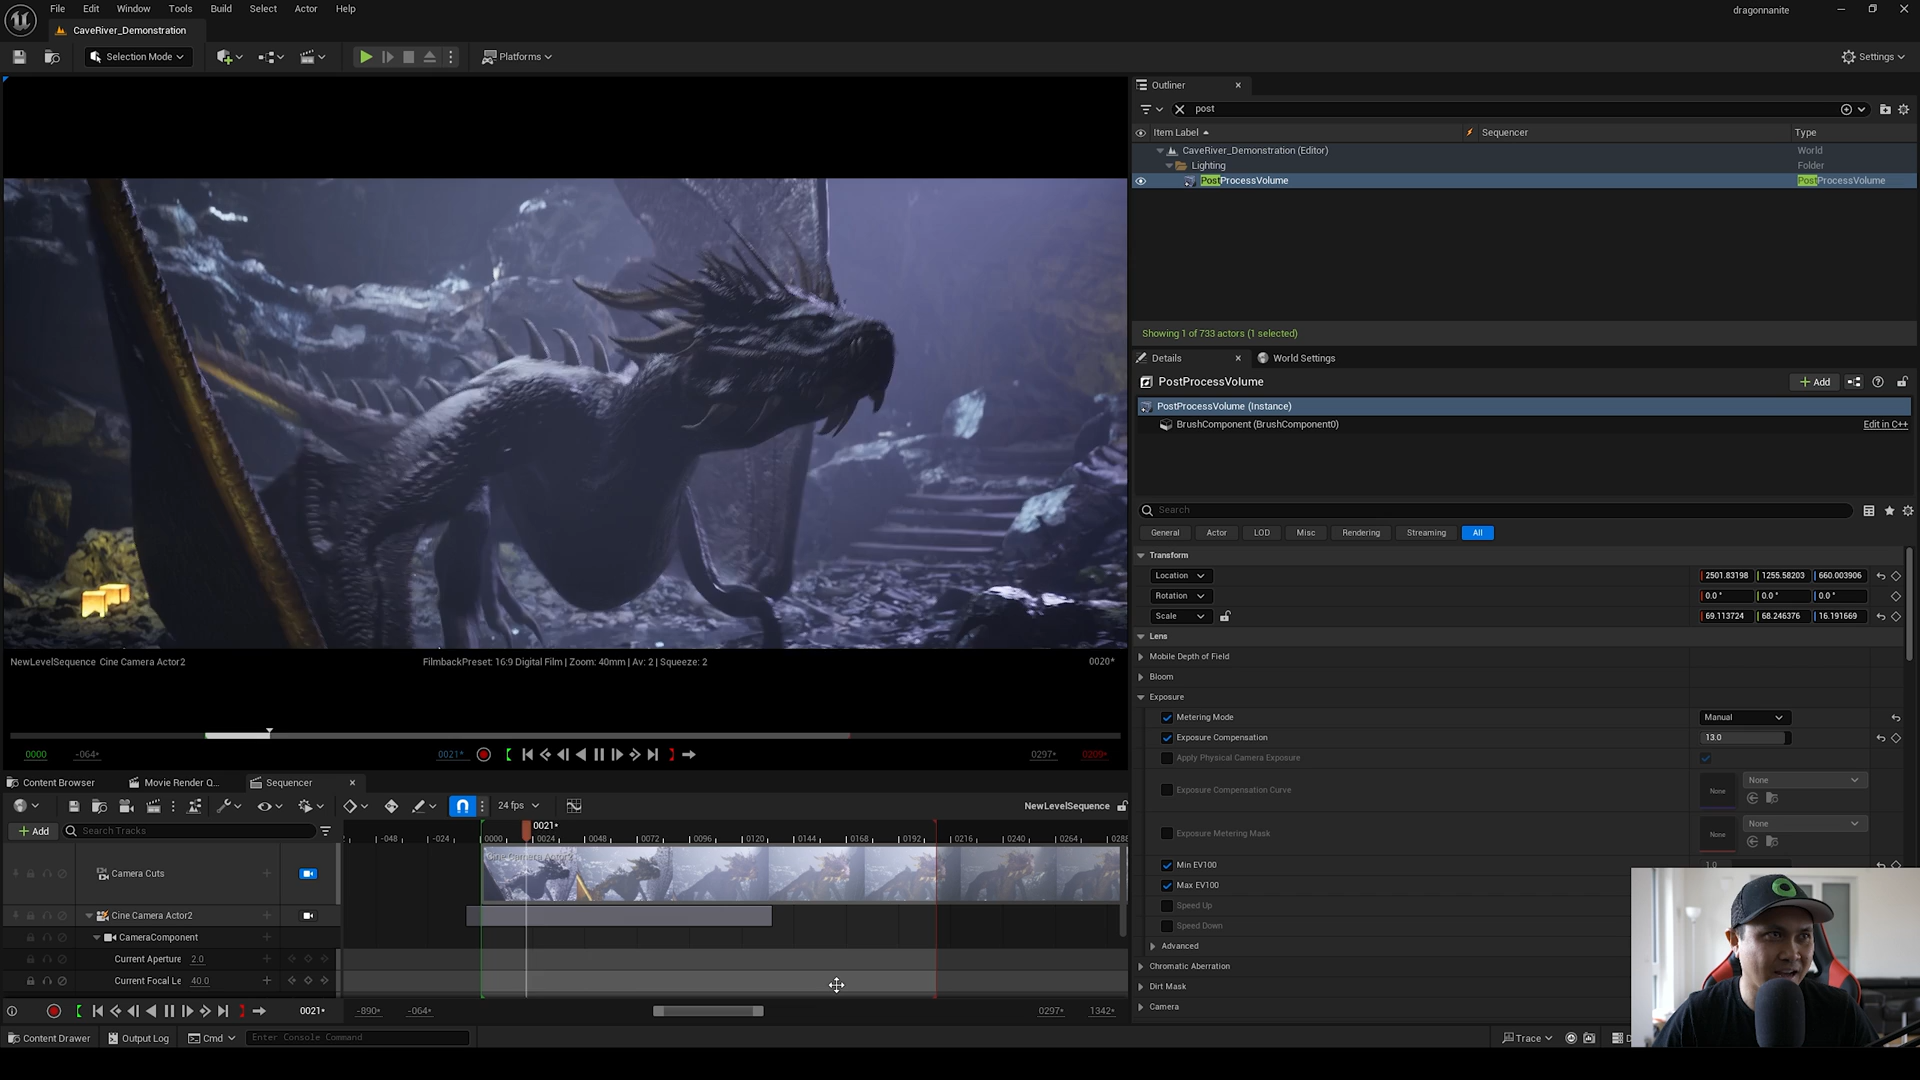 File Edit View Tools Build Select Actor Help
dragonnanite
CaveRiver_Demonstration
Selection Mode
Platforms
Settings
Outliner
post
Item Label
Sequencer
Type
CaveRiver_Demonstration (Editor)
World
Lighting
Folder
PostProcessVolume
PostProcessVolume
Showing 1 of 733 actors (1 selected)
Details
World Settings
PostProcessVolume
Add
PostProcessVolume (Instance)
BrushComponent (BrushComponent0)
Edit in C++
Search
General Actor LOD Misc Rendering Streaming All
Transform
Location 2501.83198 1255.58203 660.003906
Rotation 0.0° 0.0° 0.0°
Scale 69.113724 68.246376 16.191669
Lens
Mobile Depth of Field
Bloom
Exposure
Metering Mode Manual
Exposure Compensation 13.0
Apply Physical Camera Exposure
Exposure Compensation Curve None None
Exposure Metering Mask None None
Min EV100 1.0
Max EV100
Speed Up
Speed Down
Advanced
Chromatic Aberration
Dirt Mask
Camera
NewLevelSequence Cine Camera Actor2
FilmbackPreset: 16:9 Digital Film | Zoom: 40mm | Av: 2 | Squeeze: 2
0020*
0000 -064* 0021* 0297* 0209*
Content Browser Movie Render Q... Sequencer
24 fps
NewLevelSequence
Add Search Tracks
0021*
-048 -024 0000 0024 0048 0072 0096 0120 0144 0168 0192 0216 0240 0264 0288
Cine Camera Actor2
Camera Cuts
Cine Camera Actor2
CameraComponent
Current Aperture 2.0
Current Focal Le 40.0
0021* -890* -064* 0297* 1342*
Content Drawer Output Log Cmd Enter Console Command
Trace